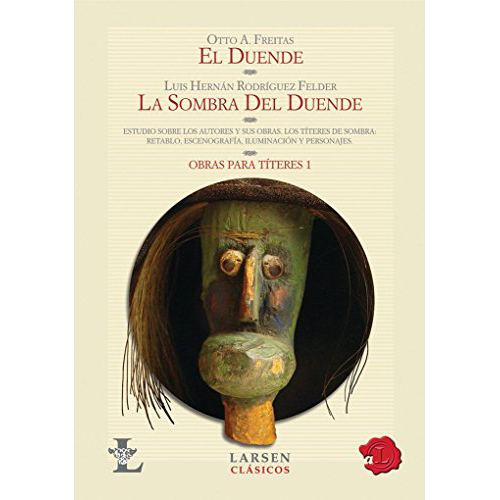 Otto A. Freitas
El Duende
Luis Hernán Rodríguez Felder
La Sombra Del Duende
ESTUDIO SOBRE LOS AUTORES Y SUS OBRAS. LOS TÍTERES DE SOMBRA:
RETABLO, ESCENOGRAFÍA, ILUMINACIÓN Y PERSONAJES.
OBRAS PARA TÍTERES 1
L
aL
LARSEN
CLÁSICOS